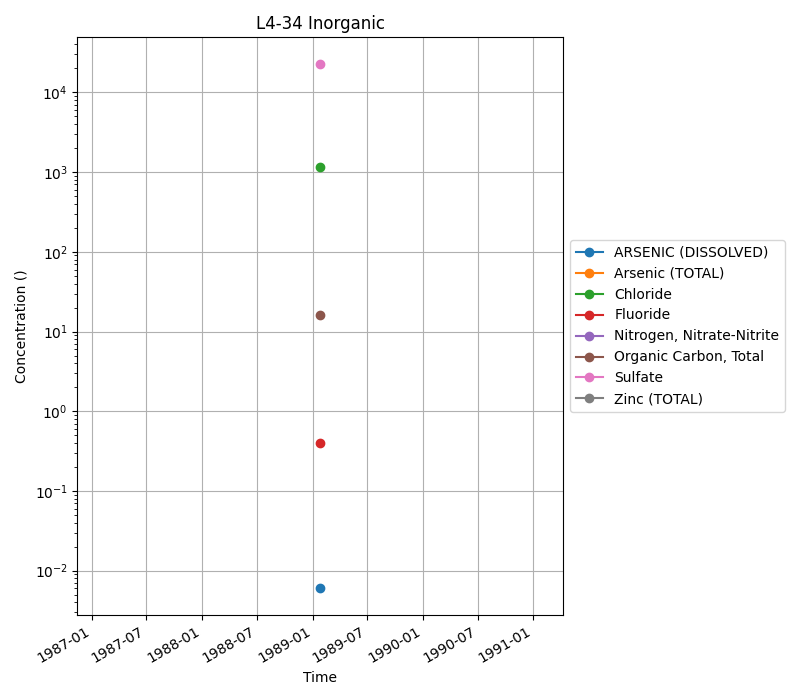 L4-34 Inorganic
Concentration ()
10^4
10^3
10^2
10^1
10^0
10^-1
10^-2
1987-01
1987-07
1988-01
1988-07
1989-01
1989-07
1990-01
1990-07
1991-01
Time
ARSENIC (DISSOLVED)
Arsenic (TOTAL)
Chloride
Fluoride
Nitrogen, Nitrate-Nitrite
Organic Carbon, Total
Sulfate
Zinc (TOTAL)